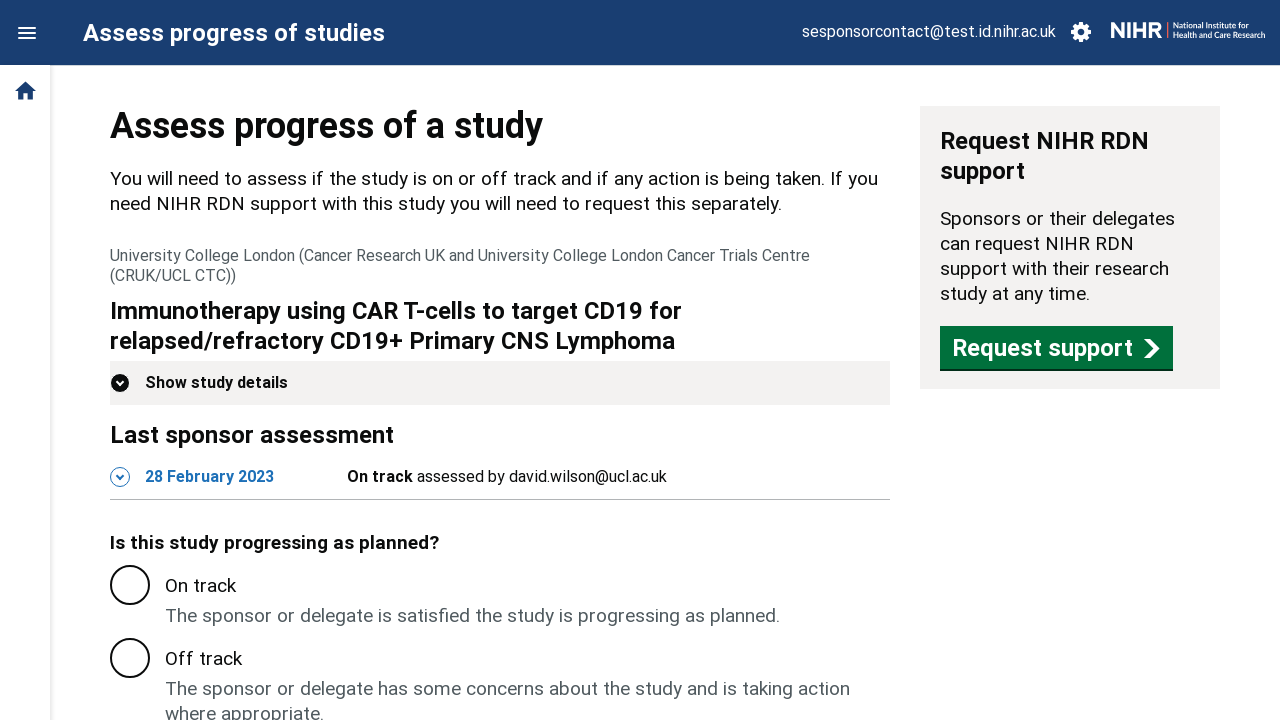 Assess progress of studies
sesponsorcontact@test.id.nihr.ac.uk
NIHR | National Institute for
Health and Care Research
Assess progress of a study
You will need to assess if the study is on or off track and if any action is being taken. If you
need NIHR RDN support with this study you will need to request this separately.
University College London (Cancer Research UK and University College London Cancer Trials Centre
(CRUK/UCL CTC))
Immunotherapy using CAR T-cells to target CD19 for
relapsed/refractory CD19+ Primary CNS Lymphoma
Show study details
Last sponsor assessment
28 February 2023
On track assessed by david.wilson@ucl.ac.uk
Is this study progressing as planned?
On track
The sponsor or delegate is satisfied the study is progressing as planned.
Off track
The sponsor or delegate has some concerns about the study and is taking action
where appropriate.
Request NIHR RDN
support
Sponsors or their delegates
can request NIHR RDN
support with their research
study at any time.
Request support